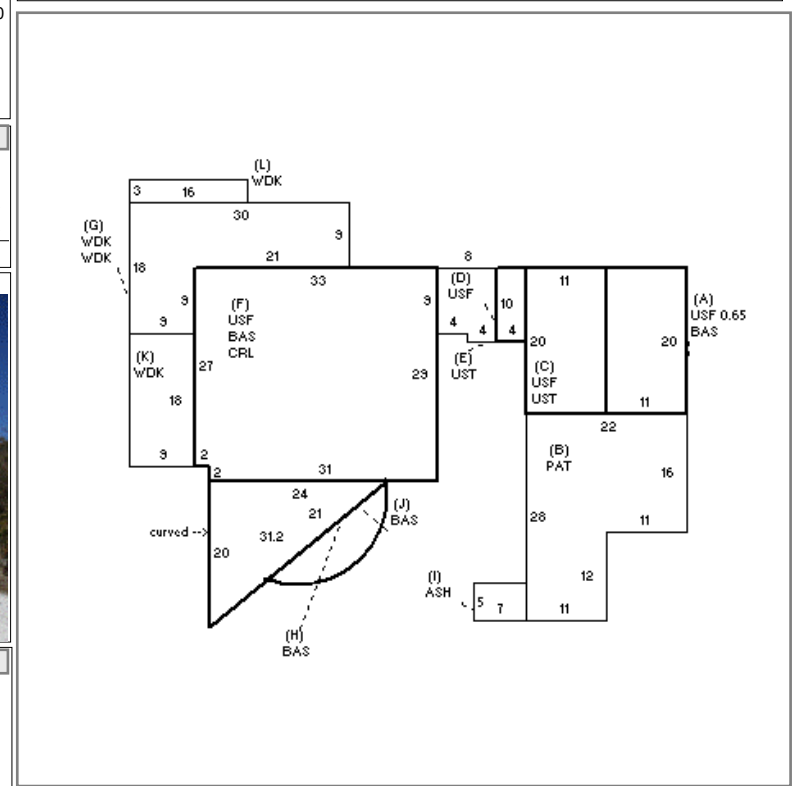 (L)
WDK
3
16
30
(G)
WDK
WDK
9
18
21
8
33
9
(F)
USF
BAS
CRL
9
(D)
USF
10
11
(A)
USF 0.65
BAS
9
4
4
4
20
20
(K)
WDK
27
(E)
UST
(C)
USF
UST
29
18
11
22
9
2
2
31
(B)
PAT
16
24
21
(J)
BAS
28
11
curved -->
31.2
20
(I)
ASH
12
5
7
11
(H)
BAS